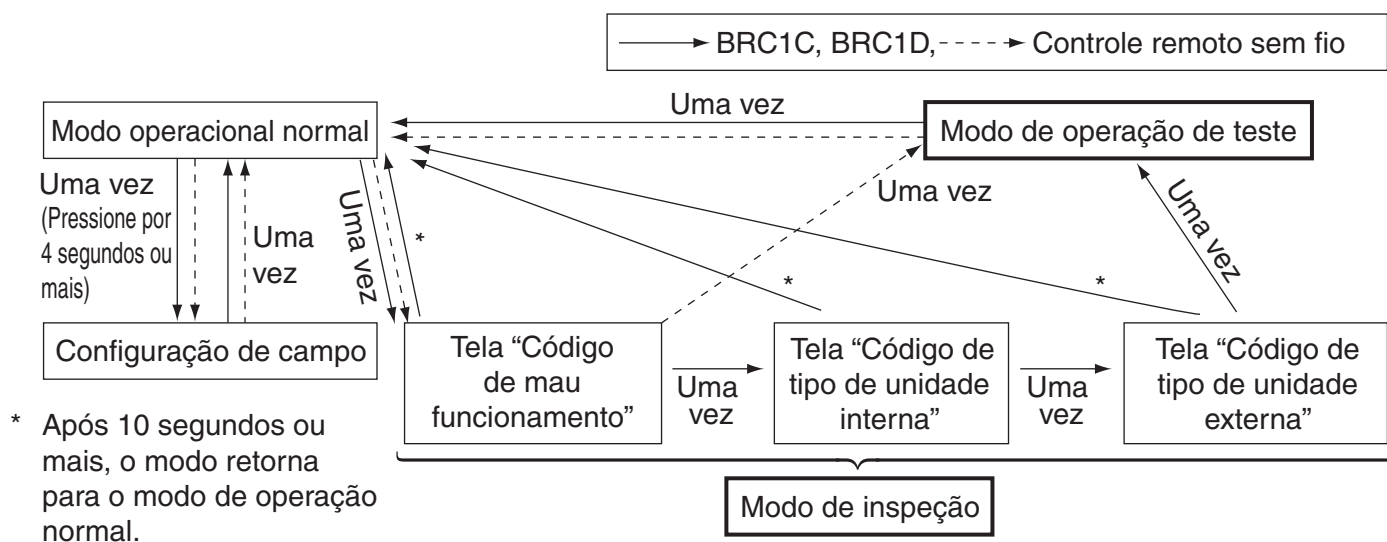 BRC1C, BRC1D, Controle remoto sem fio
Uma vez
Modo operacional normal
Modo de operação de teste
Uma vez
(Pressione por
4 segundos ou
mais)
Uma
vez
Uma vez
*
Uma vez
*
*
Uma vez
Configuração de campo
Tela “Código
de mau
funcionamento”
Uma
vez
Tela “Código de
tipo de unidade
interna”
Uma
vez
Tela “Código de
tipo de unidade
externa”
* Após 10 segundos ou
mais, o modo retorna
para o modo de operação
normal.
Modo de inspeção